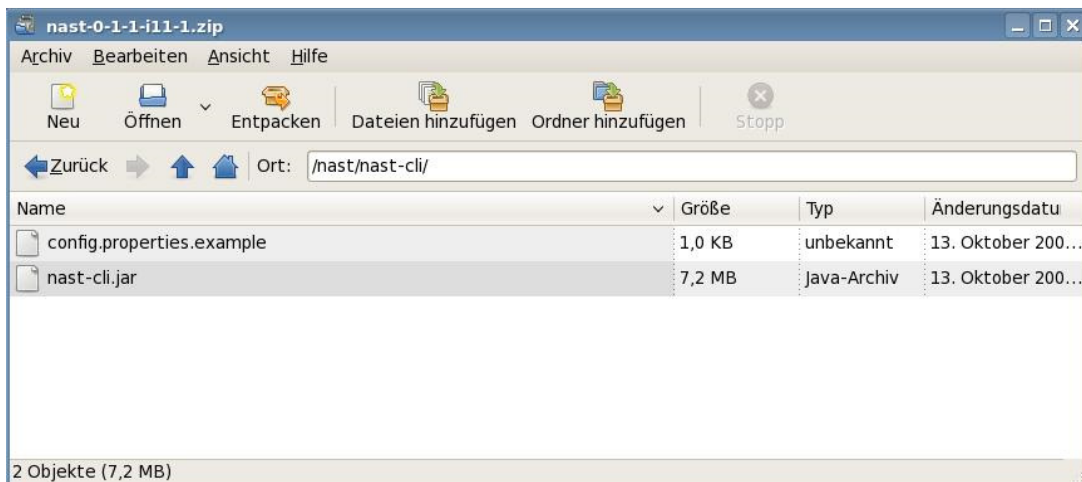 nast-0-1-1-i11-1.zip
Archiv Bearbeiten Ansicht Hilfe
Neu Öffnen Entpacken Dateien hinzufügen Ordner hinzufügen Stopp
Zurück Ort: /nast/nast-cli/
Name Größe Typ Änderungsdatu
config.properties.example 1,0 KB unbekannt 13. Oktober 200...
nast-cli.jar 7,2 MB Java-Archiv 13. Oktober 200...
2 Objekte (7,2 MB)